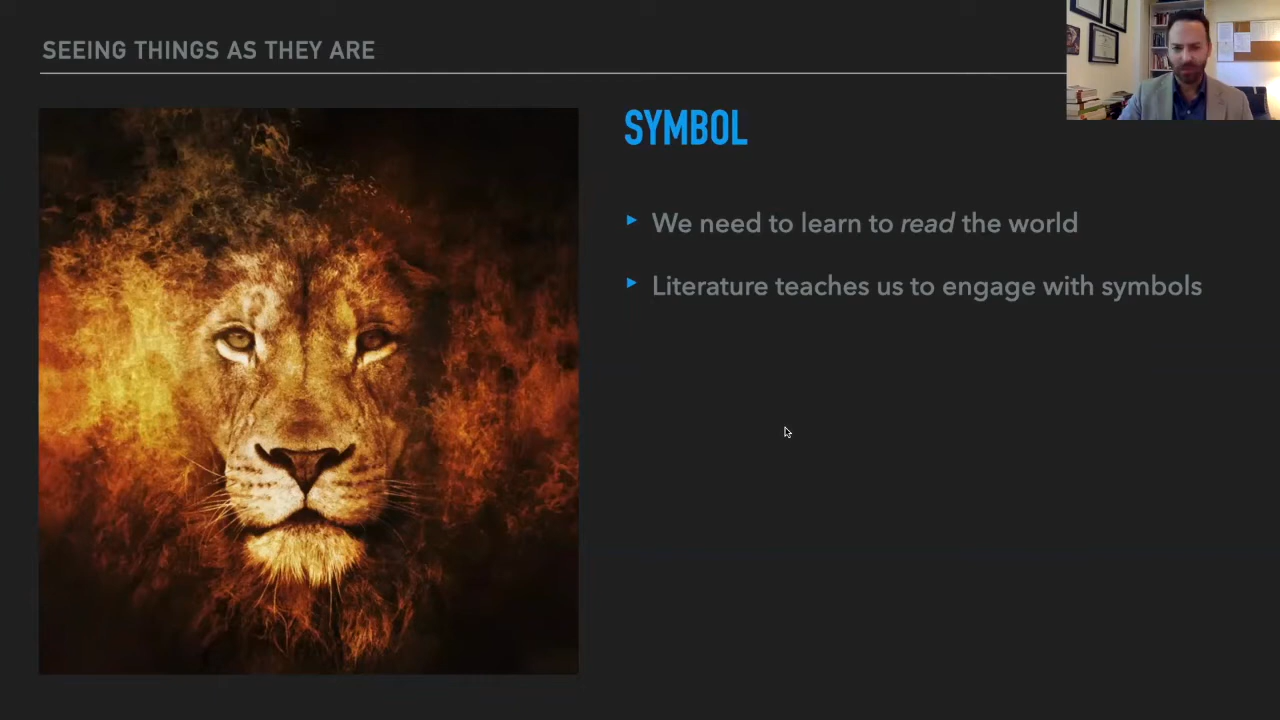 SEEING THINGS AS THEY ARE
SYMBOL
We need to learn to read the world
Literature teaches us to engage with symbols